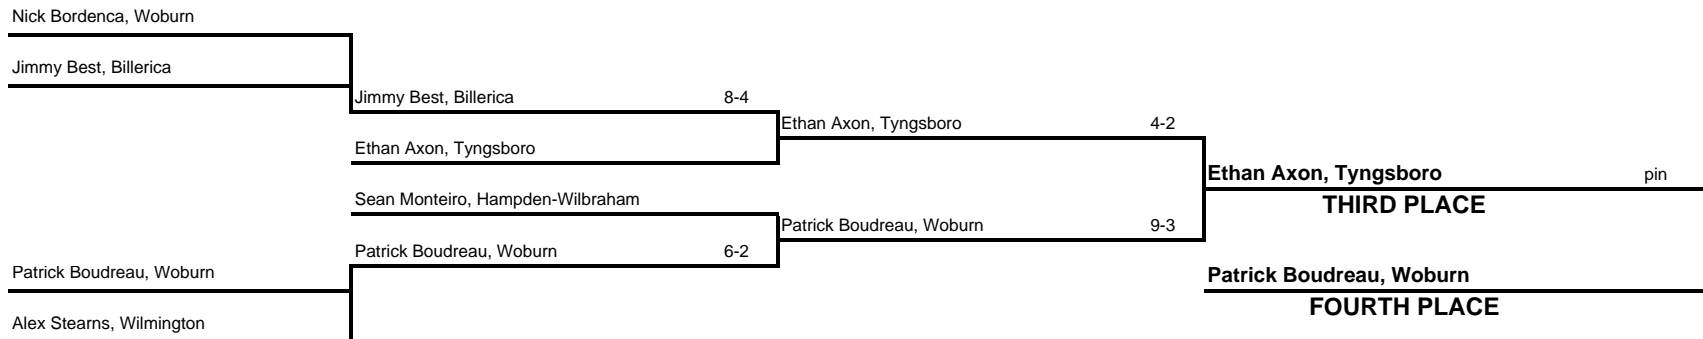 Nick Bordenca, Woburn
Jimmy Best, Billerica
Jimmy Best, Billerica 8-4
Ethan Axon, Tyngsboro 4-2
Ethan Axon, Tyngsboro
Ethan Axon, Tyngsboro pin
THIRD PLACE
Sean Monteiro, Hampden-Wilbraham
Patrick Boudreau, Woburn 9-3
Patrick Boudreau, Woburn 6-2
Patrick Boudreau, Woburn
Patrick Boudreau, Woburn
FOURTH PLACE
Alex Stearns, Wilmington